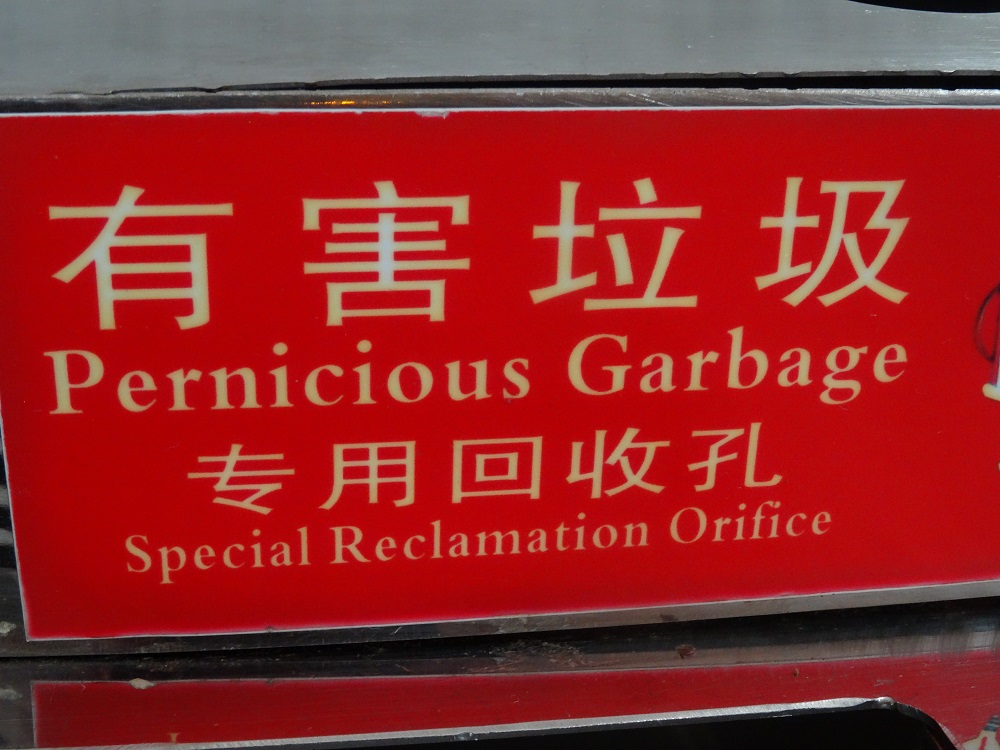 有害垃圾
Pernicious Garbage
专用回收孔
Special Reclamation Orifice